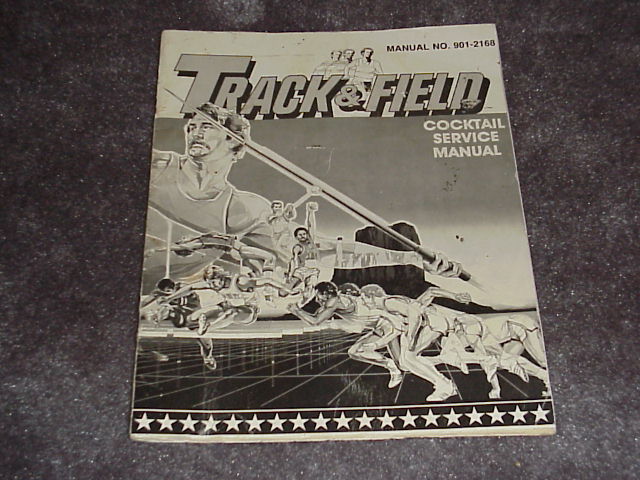 MANUAL NO. 901-2168
TRACK & FIELD
COCKTAIL
SERVICE
MANUAL